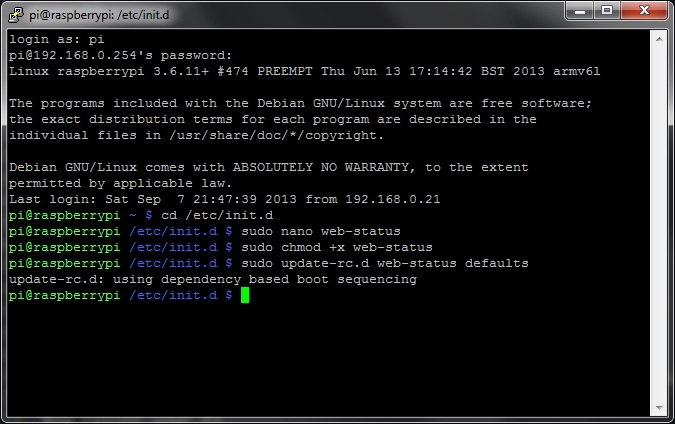 pi@raspberrypi: /etc/init.d
login as: pi
pi@192.168.0.254's password:
Linux raspberrypi 3.6.11+ #474 PREEMPT Thu Jun 13 17:14:42 BST 2013 armv6l
The programs included with the Debian GNU/Linux system are free software;
the exact distribution terms for each program are described in the
individual files in /usr/share/doc/*/copyright.
Debian GNU/Linux comes with ABSOLUTELY NO WARRANTY, to the extent
permitted by applicable law.
Last login: Sat Sep  7 21:47:39 2013 from 192.168.0.21
pi@raspberrypi ~ $ cd /etc/init.d
pi@raspberrypi /etc/init.d $ sudo nano web-status
pi@raspberrypi /etc/init.d $ sudo chmod +x web-status
pi@raspberrypi /etc/init.d $ sudo update-rc.d web-status defaults
update-rc.d: using dependency based boot sequencing
pi@raspberrypi /etc/init.d $